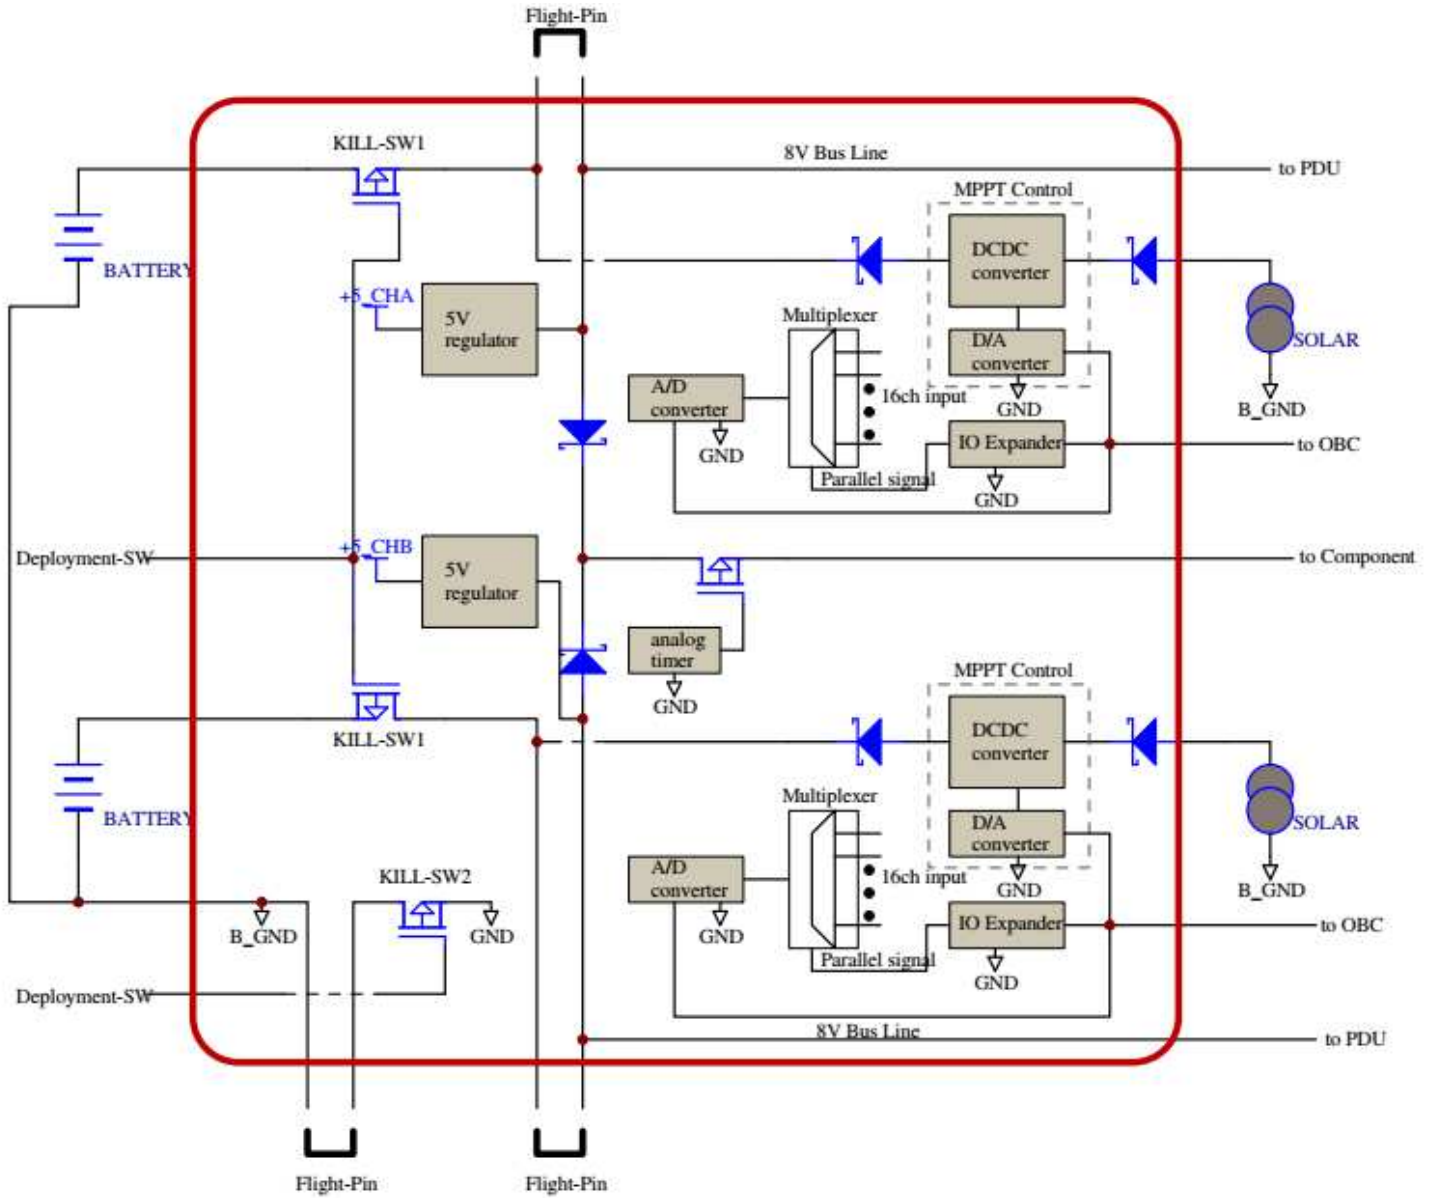 Flight-Pin
KILL-SW1
8V Bus Line
to PDU
MPPT Control
DCDC
converter
BATTERY
+5_CHA
5V
regulator
Multiplexer
D/A
converter
SOLAR
A/D
converter
16ch input
GND
B_GND
GND
IO Expander
to OBC
Parallel signal
GND
Deployment-SW
+5_CHB
5V
regulator
to Component
analog
timer
GND
MPPT Control
KILL-SW1
DCDC
converter
BATTERY
Multiplexer
D/A
converter
SOLAR
KILL-SW2
A/D
converter
16ch input
GND
B_GND
B_GND
GND
GND
IO Expander
to OBC
Parallel signal
GND
Deployment-SW
8V Bus Line
to PDU
Flight-Pin
Flight-Pin